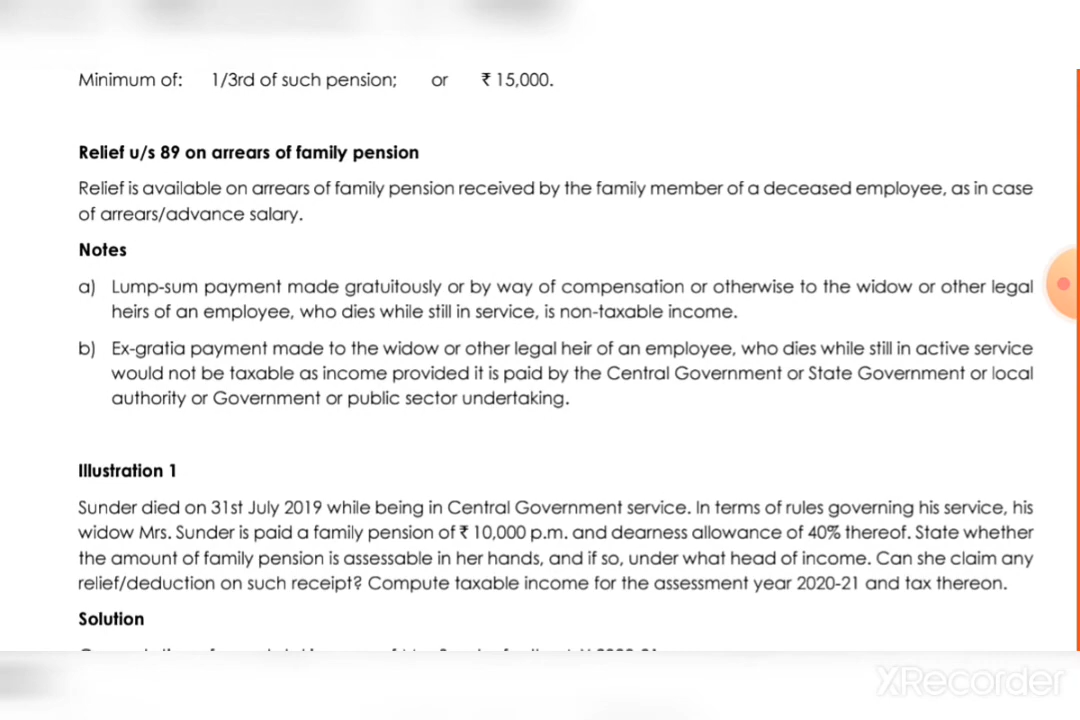 Minimum of: 1/3rd of such pension; or ₹ 15,000.
Relief u/s 89 on arrears of family pension
Relief is available on arrears of family pension received by the family member of a deceased employee, as in case
of arrears/advance salary.
Notes
a) Lump-sum payment made gratuitously or by way of compensation or otherwise to the widow or other legal
heirs of an employee, who dies while still in service, is non-taxable income.
b) Ex-gratia payment made to the widow or other legal heir of an employee, who dies while still in active service
would not be taxable as income provided it is paid by the Central Government or State Government or local
authority or Government or public sector undertaking.
Illustration 1
Sunder died on 31st July 2019 while being in Central Government service. In terms of rules governing his service, his
widow Mrs. Sunder is paid a family pension of ₹ 10,000 p.m. and dearness allowance of 40% thereof. State whether
the amount of family pension is assessable in her hands, and if so, under what head of income. Can she claim any
relief/deduction on such receipt? Compute taxable income for the assessment year 2020-21 and tax thereon.
Solution
XRecorder